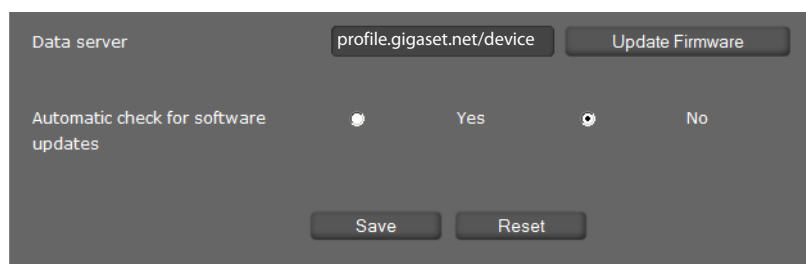 Data server profile.gigaset.net/device Update Firmware
Automatic check for software Yes No
updates
Save Reset